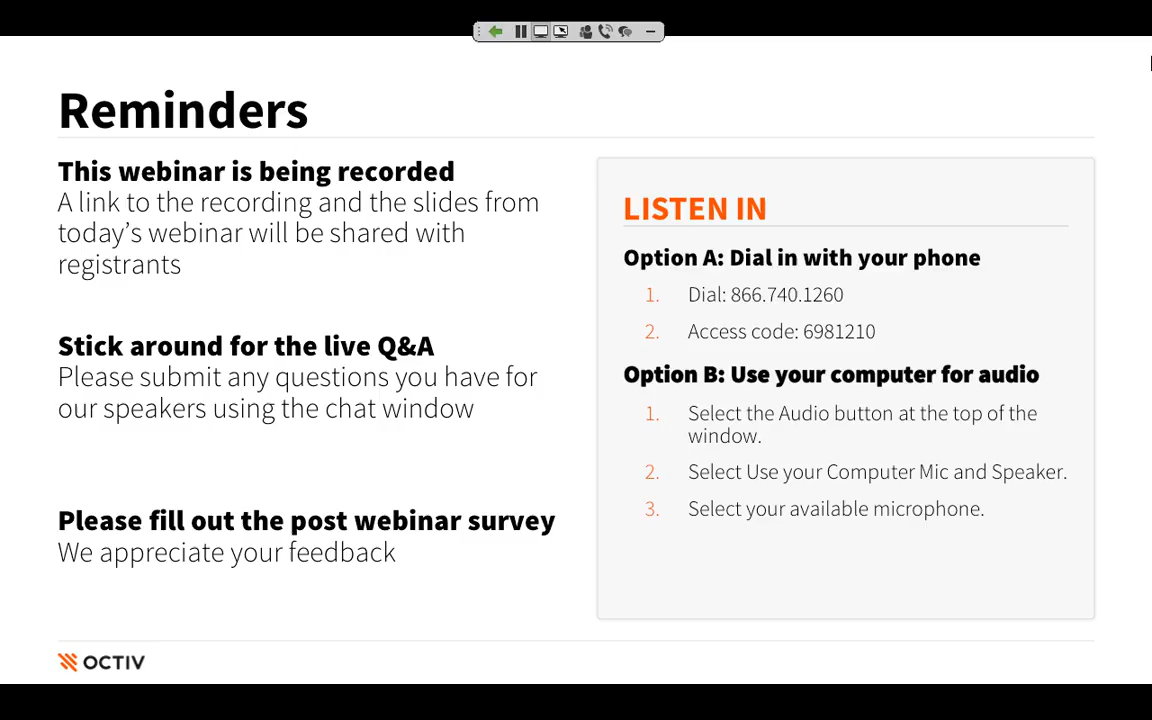 Reminders
This webinar is being recorded
A link to the recording and the slides from
today’s webinar will be shared with
registrants
Stick around for the live Q&A
Please submit any questions you have for
our speakers using the chat window
Please fill out the post webinar survey
We appreciate your feedback
LISTEN IN
Option A: Dial in with your phone
1. Dial: 866.740.1260
2. Access code: 6981210
Option B: Use your computer for audio
1. Select the Audio button at the top of the
window.
2. Select Use your Computer Mic and Speaker.
3. Select your available microphone.
OCTIV